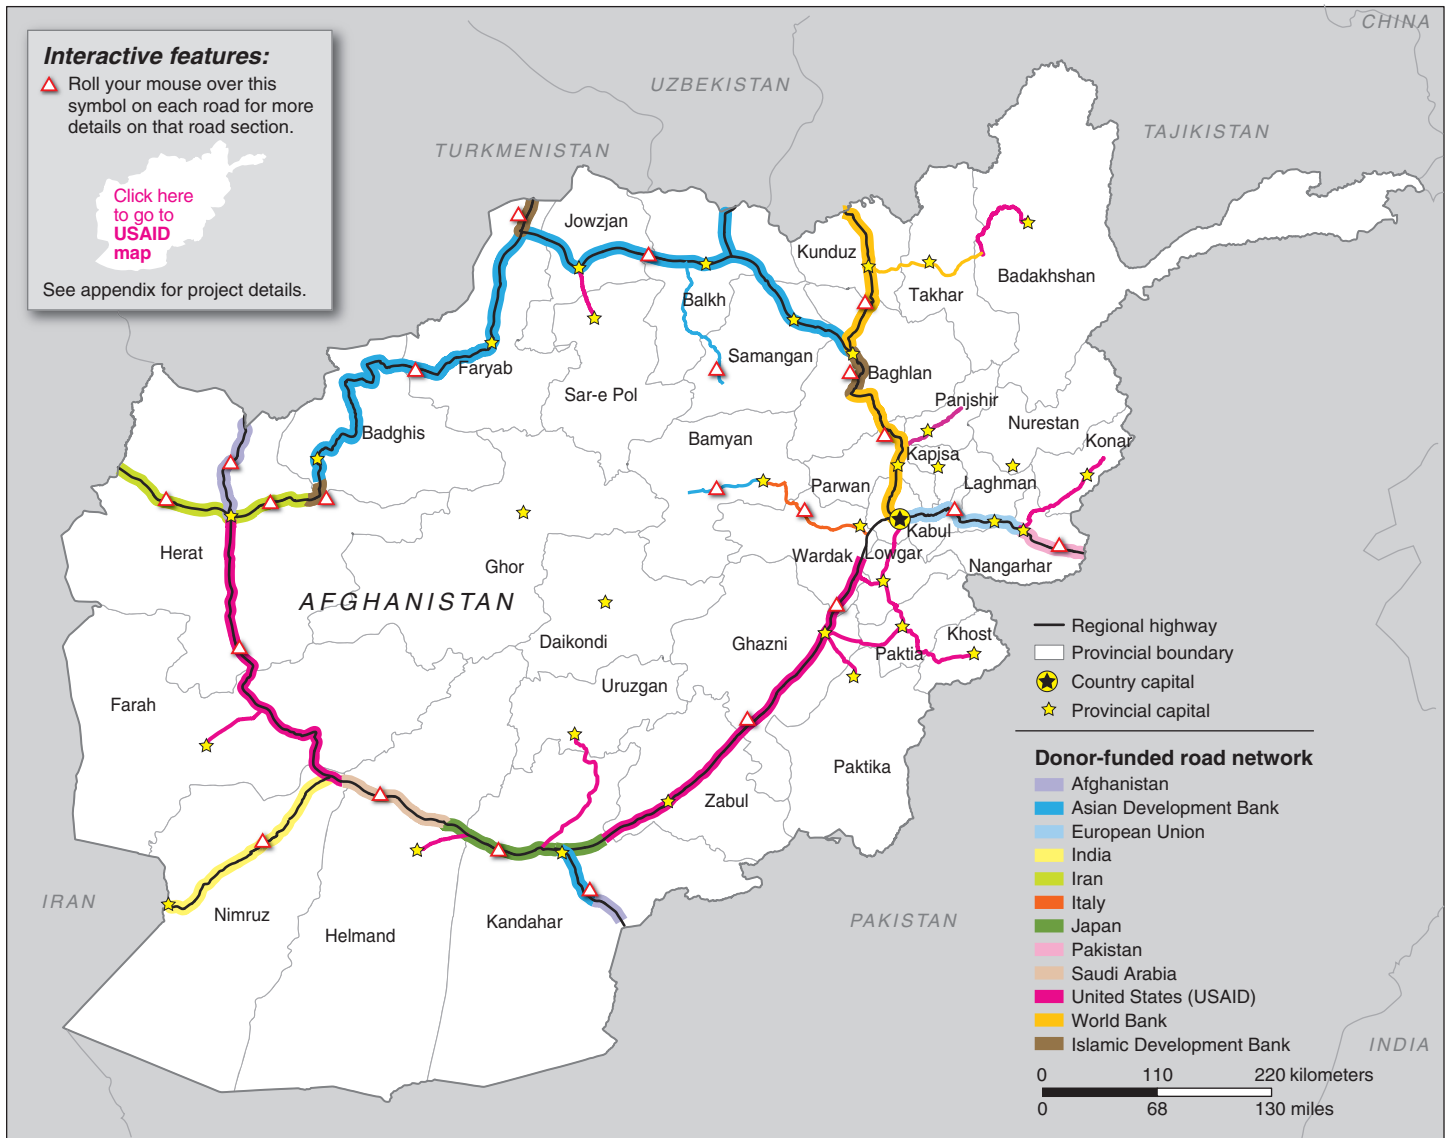 Interactive features:
Roll your mouse over this
symbol on each road for more
details on that road section.
Click here
to go to
USAID
map
See appendix for project details.
CHINA
UZBEKISTAN
TAJIKISTAN
TURKMENISTAN
Jowzjan
Kunduz
Badakhshan
Takhar
Balkh
Samangan
Faryab
Baghlan
Sar-e Pol
Panjshir
Nurestan
Badghis
Bamyan
Konar
Kapisa
Laghman
Parwan
Kabul
Herat
Wardak
Lowgar
Nangarhar
Ghor
AFGHANISTAN
Daikondi
Ghazni
Khost
Paktia
Uruzgan
Farah
Paktika
Zabul
IRAN
Nimruz
Helmand
Kandahar
PAKISTAN
INDIA
Regional highway
Provincial boundary
Country capital
Provincial capital
Donor-funded road network
Afghanistan
Asian Development Bank
European Union
India
Iran
Italy
Japan
Pakistan
Saudi Arabia
United States (USAID)
World Bank
Islamic Development Bank
0 110 220 kilometers
0 68 130 miles